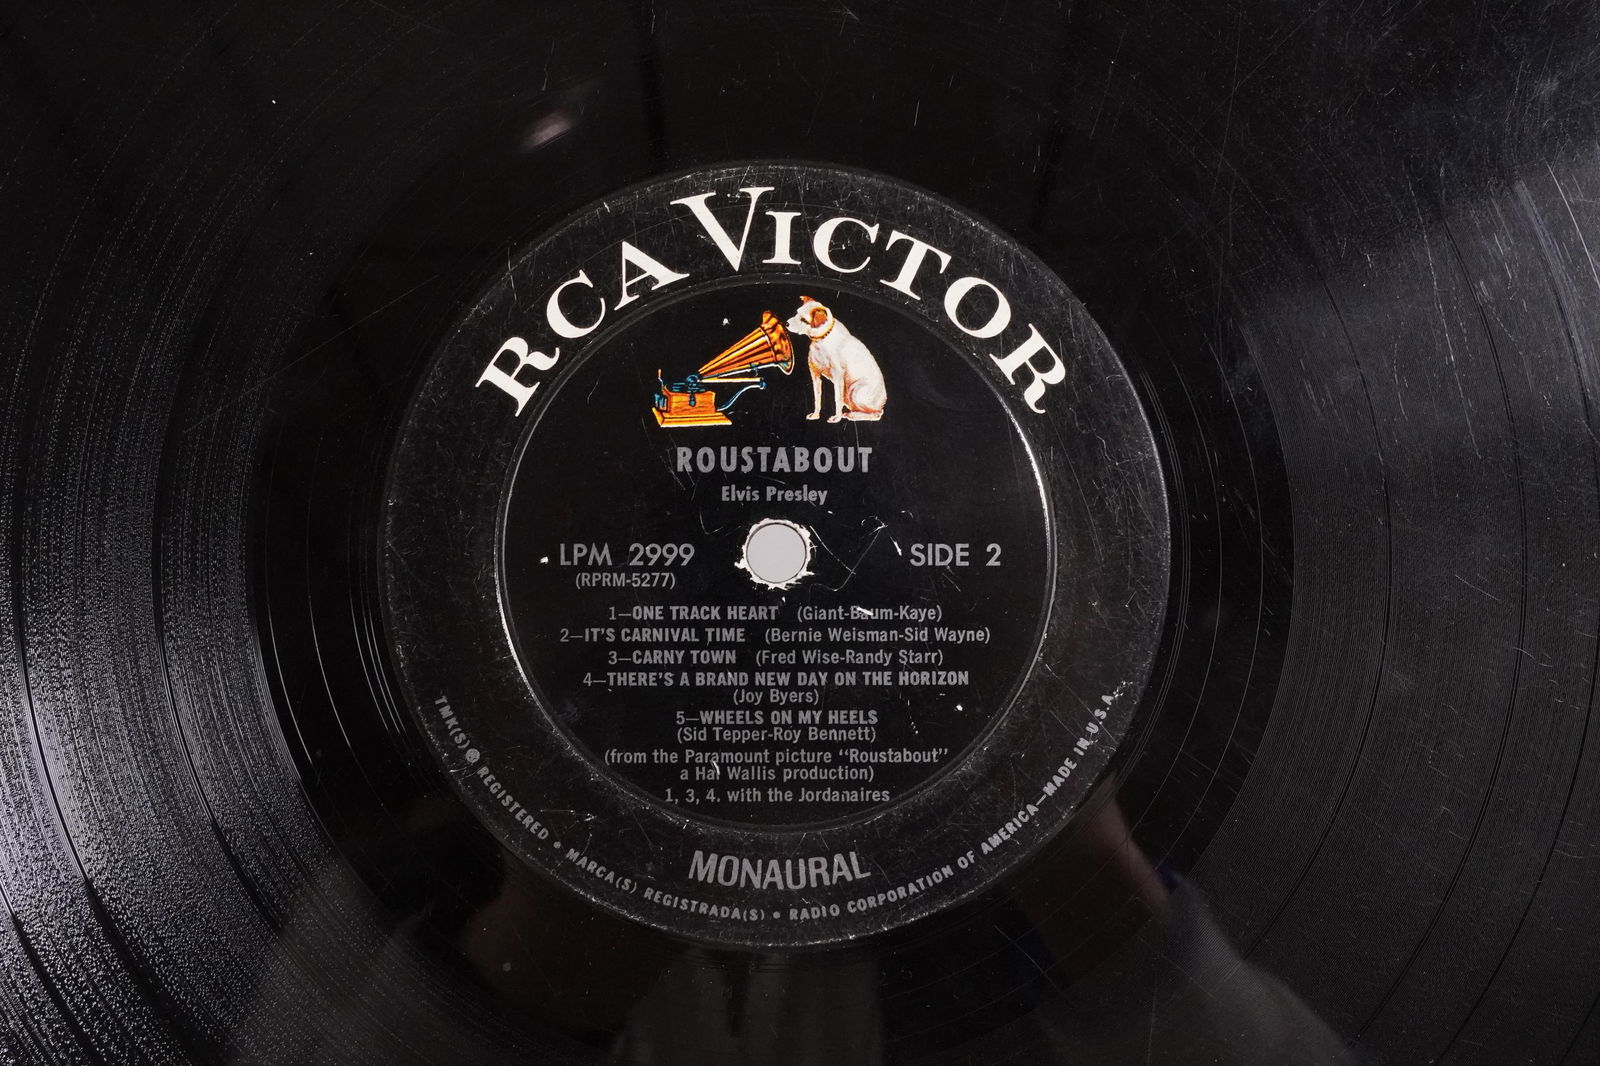 RCA VICTOR
ROUSTABOUT
Elvis Presley
LPM 2999
(RPRM-5277)
SIDE 2
1—ONE TRACK HEART (Giant-Baum-Kaye)
2—IT'S CARNIVAL TIME (Bernie Weisman-Sid Wayne)
3—CARNY TOWN (Fred Wise-Randy Starr)
4—THERE'S A BRAND NEW DAY ON THE HORIZON
(Joy Byers)
5—WHEELS ON MY HEELS
(Sid Tepper-Roy Bennett)
(from the Paramount picture "Roustabout"
a Hal Wallis production)
1, 3, 4. with the Jordanaires
MONAURAL
TMK(S) ® REGISTERED • MARCA(S) REGISTRADA(S) • RADIO CORPORATION OF AMERICA—MADE IN U.S.A.